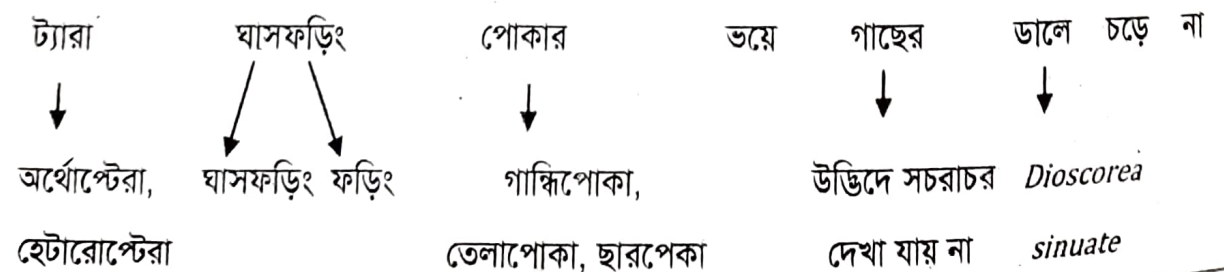 ট্যারা ঘাসফড়িং পোকার ভয়ে গাছের ডালে চড়ে না
অর্থোপ্টেরা, ঘাসফড়িং ফড়িং গান্ধিপোকা, উদ্ভিদে সচরাচর Dioscorea
হেটারোপ্টেরা তেলাপোকা, ছারপেকা দেখা যায় না sinuate